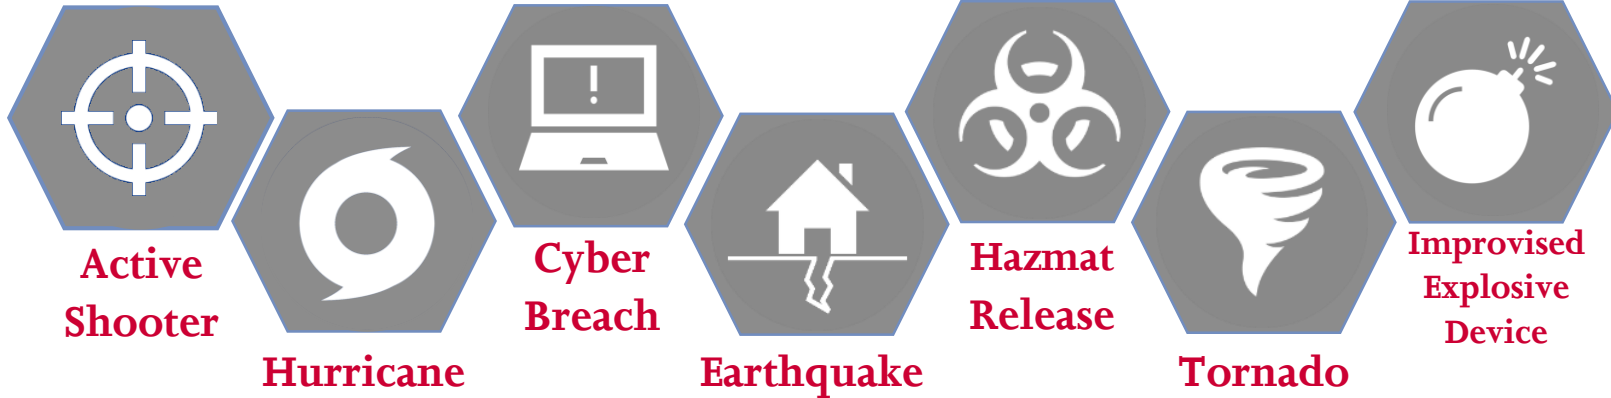 Active
Shooter
Hurricane
!
Cyber
Breach
Earthquake
Hazmat
Release
Tornado
Improvised
Explosive
Device